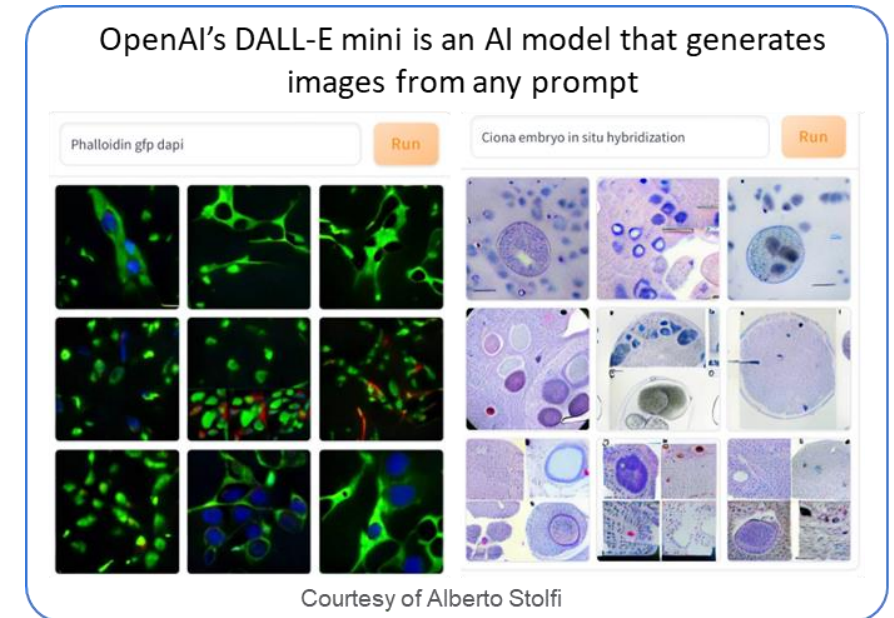 OpenAI's DALL-E mini is an AI model that generates
images from any prompt
Phalloidin gfp dapi
Run
Ciona embryo in situ hybridization
Run
Courtesy of Alberto Stolfi